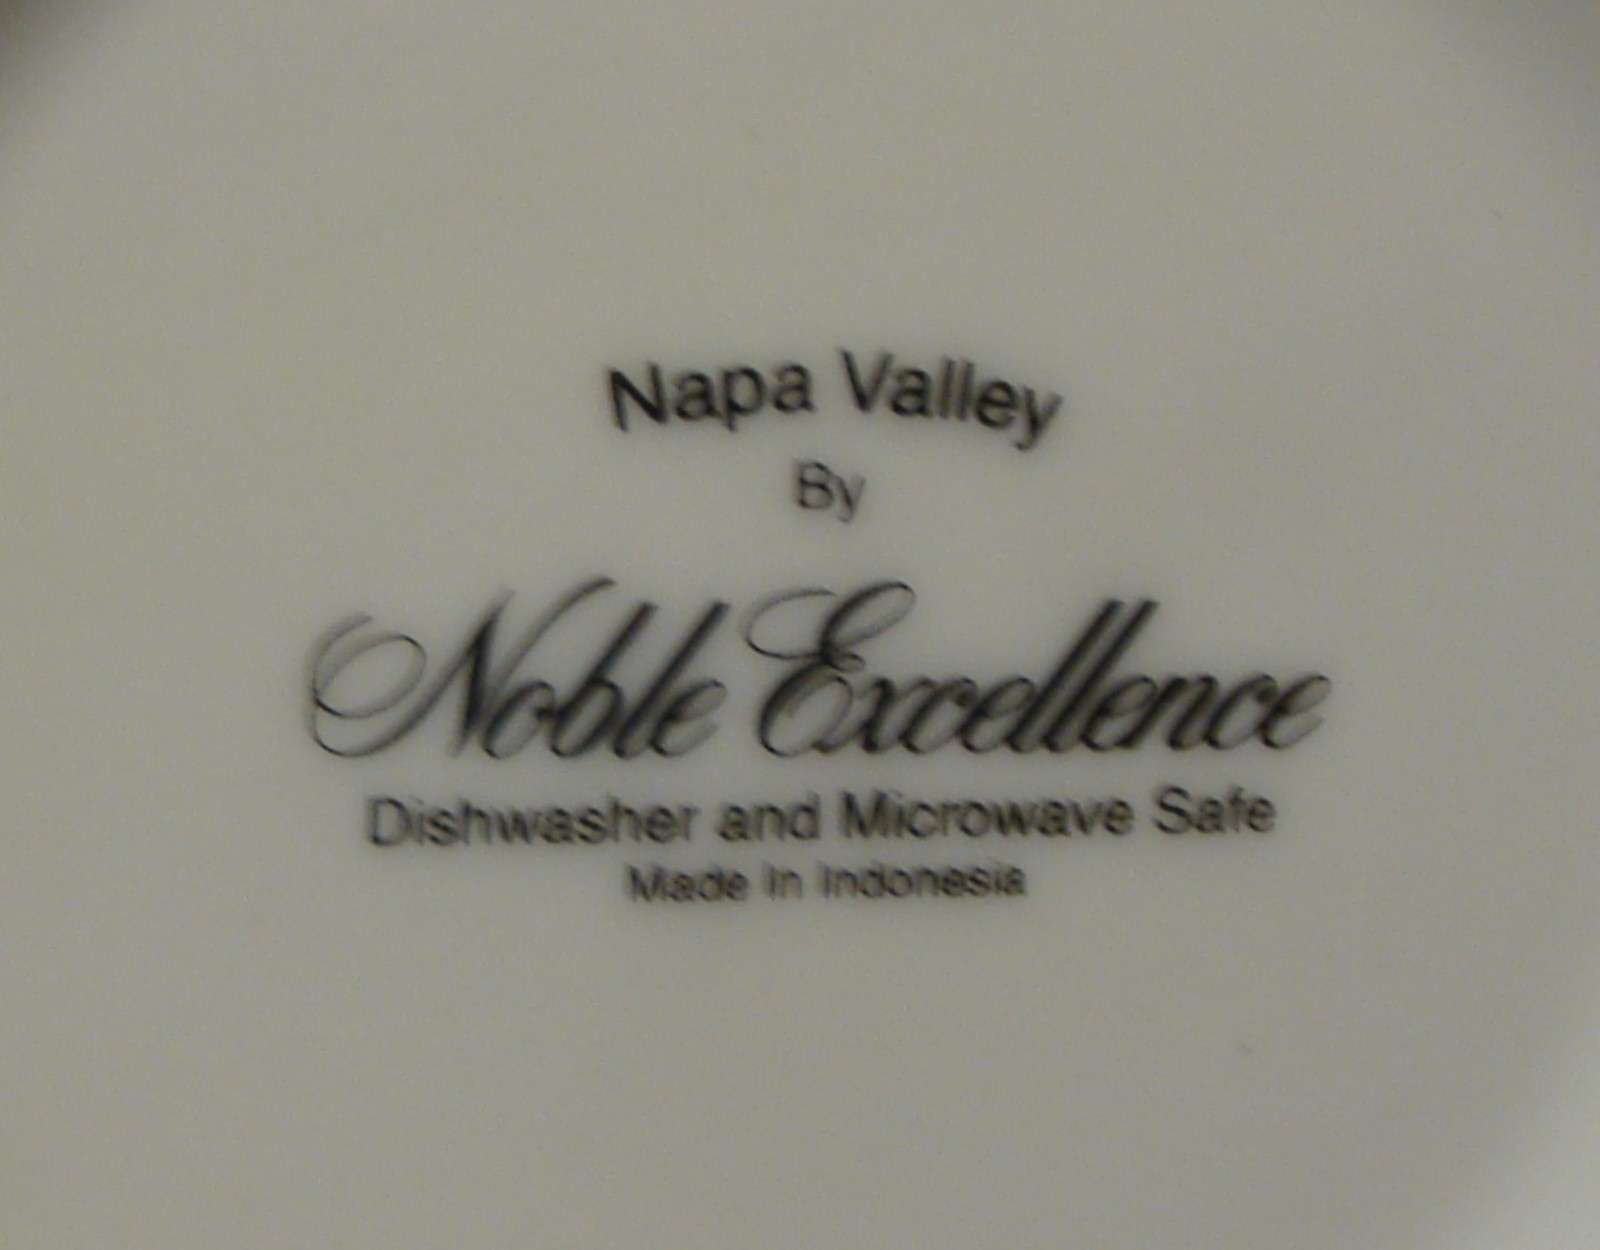 Napa Valley
By
Noble Excellence
Dishwasher and Microwave Safe
Made In Indonesia